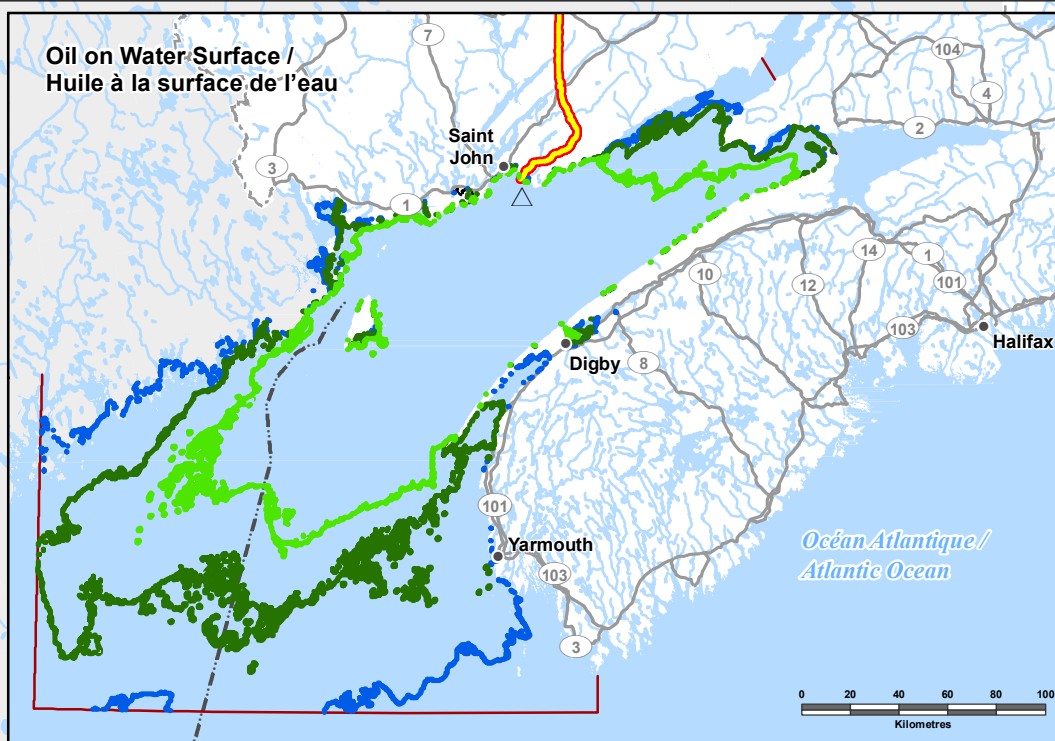 Oil on Water Surface /
Huile à la surface de l'eau
7
104
4
2
Saint
John
3
1
14
1
10
12
101
103
Halifax
Digby
8
101
Yarmouth
103
3
Océan Atlantique /
Atlantic Ocean
0 20 40 60 80 100
Kilometres